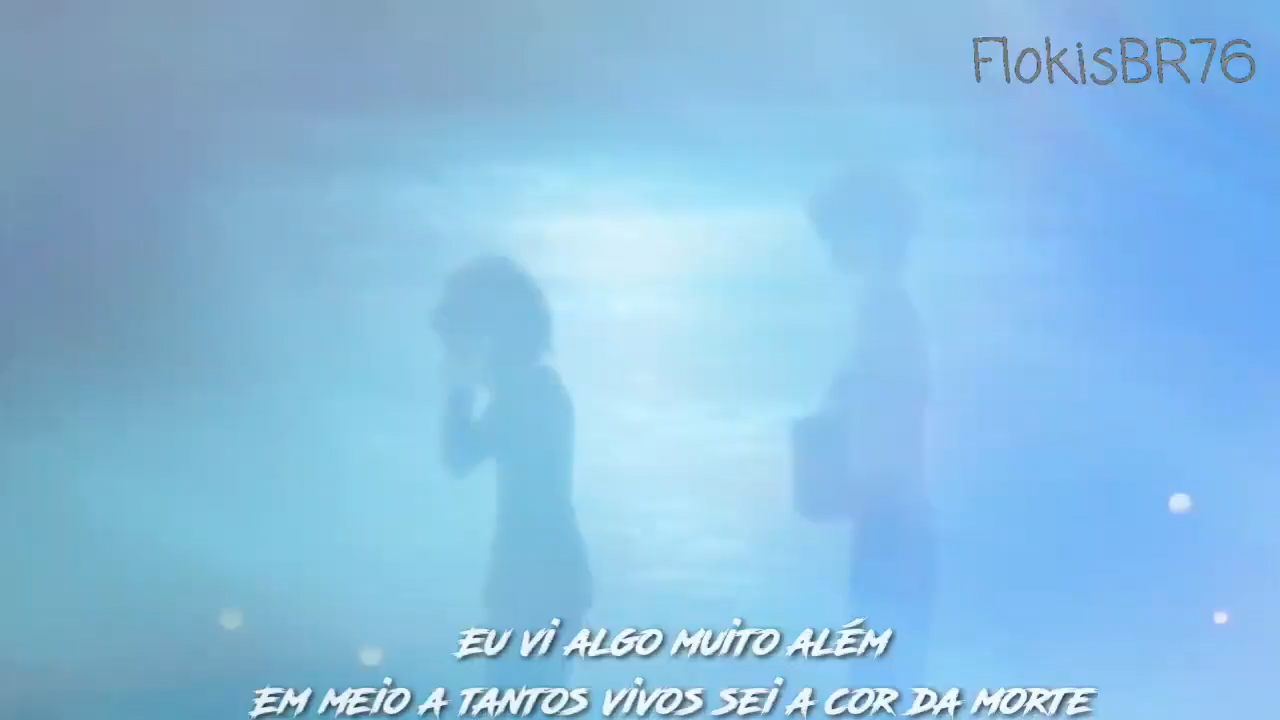 FlokisBR76
EU Vi ALGO MUiTO ALÉM
EM MEiO A TANTOS ViVOS SEi A COR DA MORTE